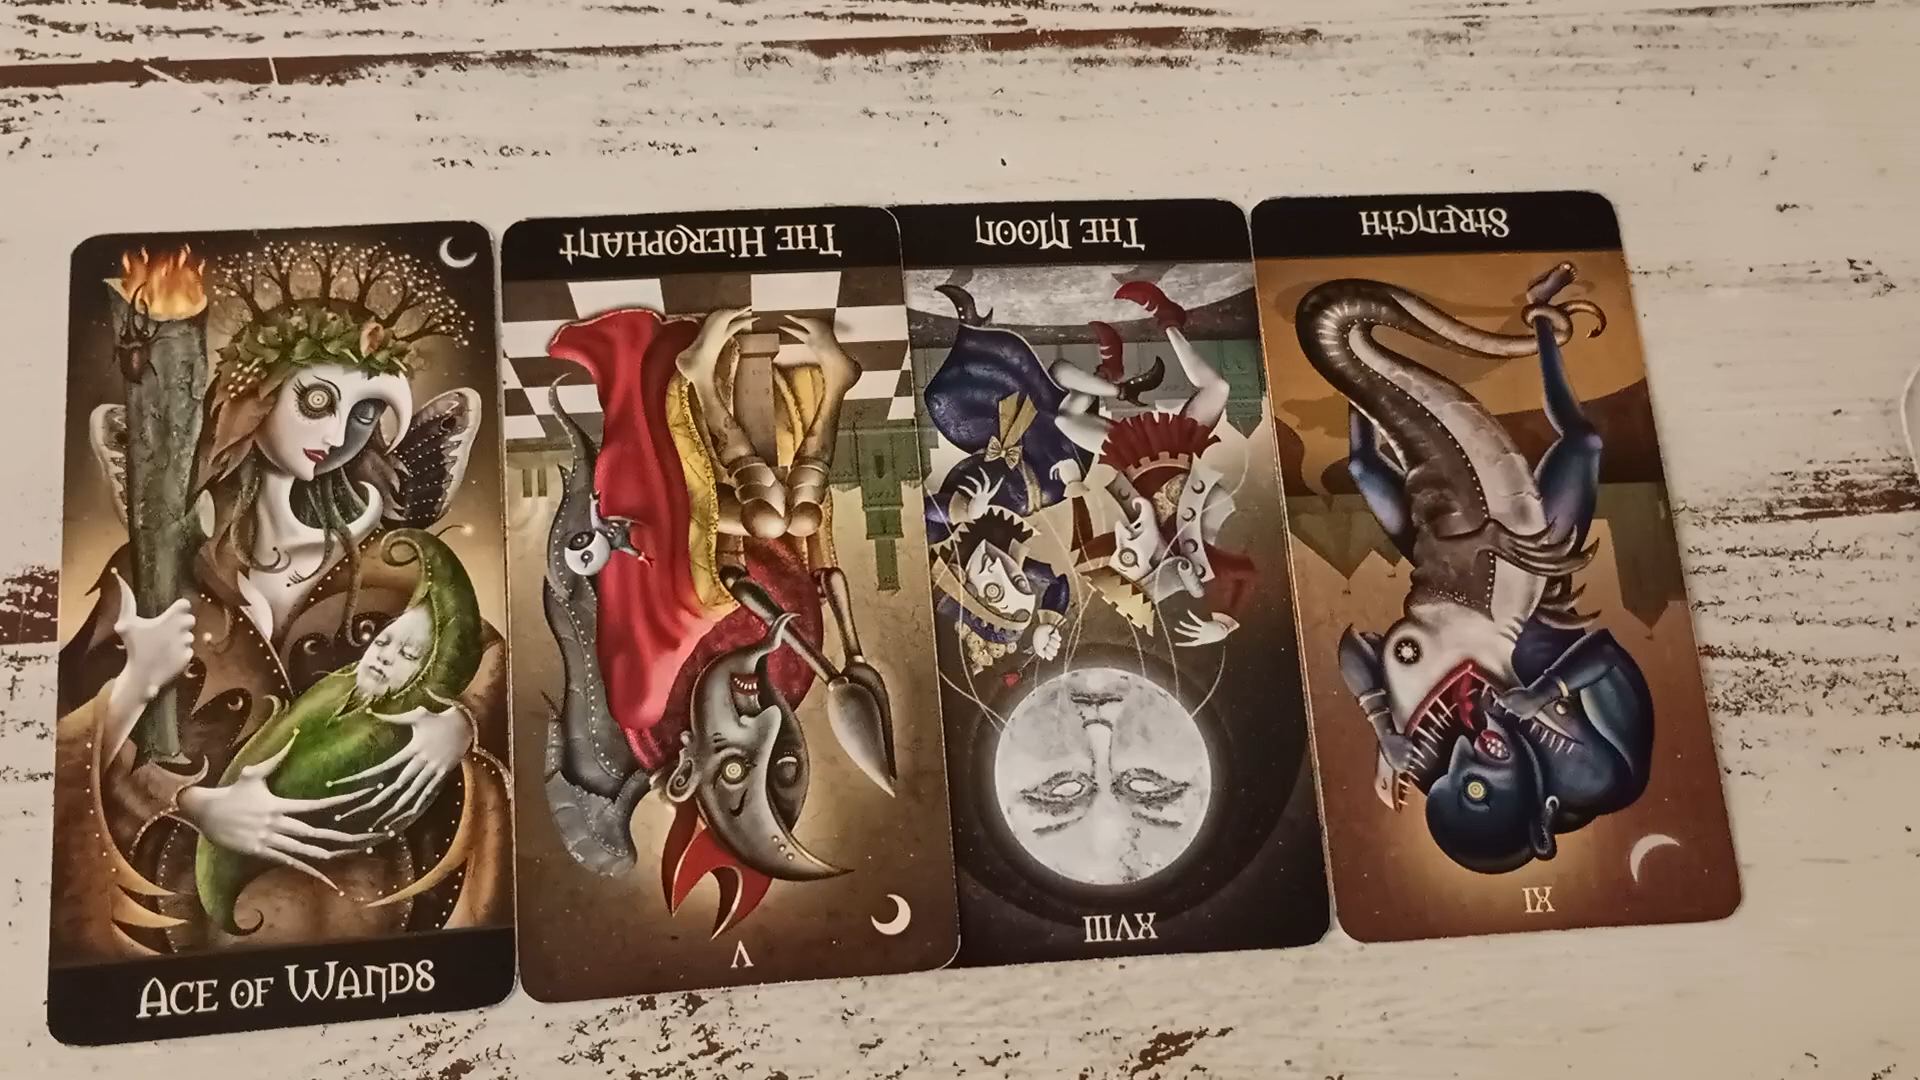 ACE OF WANDS
THE HIEROPHANT
V
THE MOON
XVIII
STRENGTH
XI